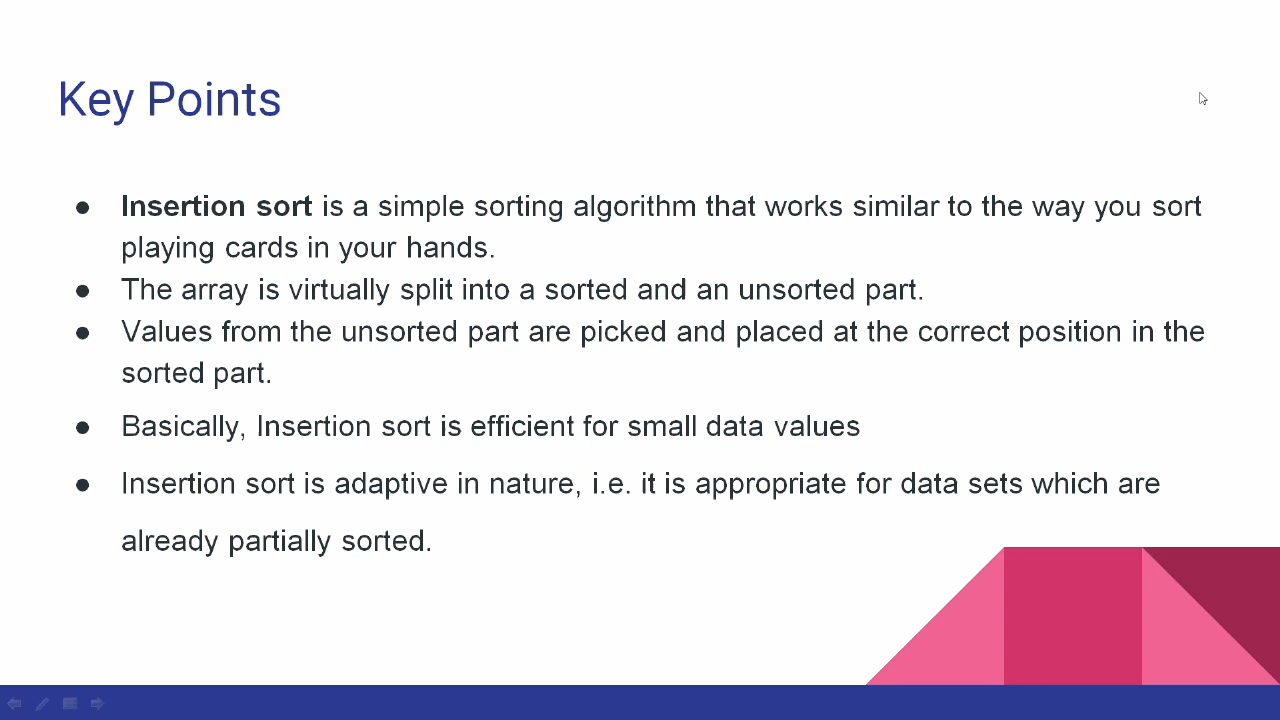 Key Points
● Insertion sort is a simple sorting algorithm that works similar to the way you sort
playing cards in your hands.
● The array is virtually split into a sorted and an unsorted part.
● Values from the unsorted part are picked and placed at the correct position in the
sorted part.
● Basically, Insertion sort is efficient for small data values
● Insertion sort is adaptive in nature, i.e. it is appropriate for data sets which are
already partially sorted.